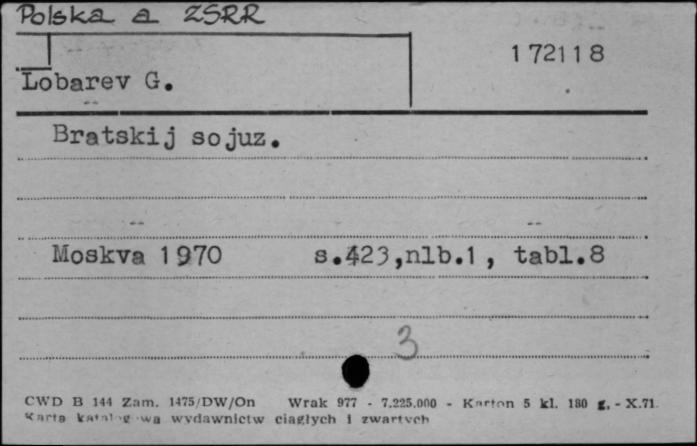 Polska a ZSRR
172118
Lobarev G.
Bratskij sojuz.
Moskva 1970 s.423,nlb.1, tabl.8
3
CWD B 144 Zam. 1475/DW/On Wrak 977 - 7.225.000 - Karton 5 kl. 180 g. - X.71.
Karta katalogowa wydawnictw ciągłych i zwartych